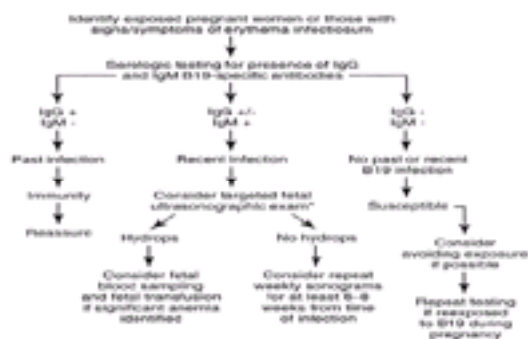 Identify exposed pregnant women or those with
signs/symptoms of erythema infectiosum
Serologic testing for presence of IgG
and IgM B19-specific antibodies
IgG +
IgM -
IgG +/-
IgM +
IgG -
IgM -
Past infection
Recent infection
No past or recent
B19 infection
Immunity
Consider targeted fetal
ultrasonographic exam*
Susceptible
Reassure
Hydrops
No hydrops
Consider
avoiding exposure
if possible
Consider fetal
blood sampling
and fetal transfusion
if significant anemia
identified
Consider repeat
weekly sonograms
for at least 6-8
weeks from time
of infection
Repeat testing
if reexposed
to B19 during
pregnancy